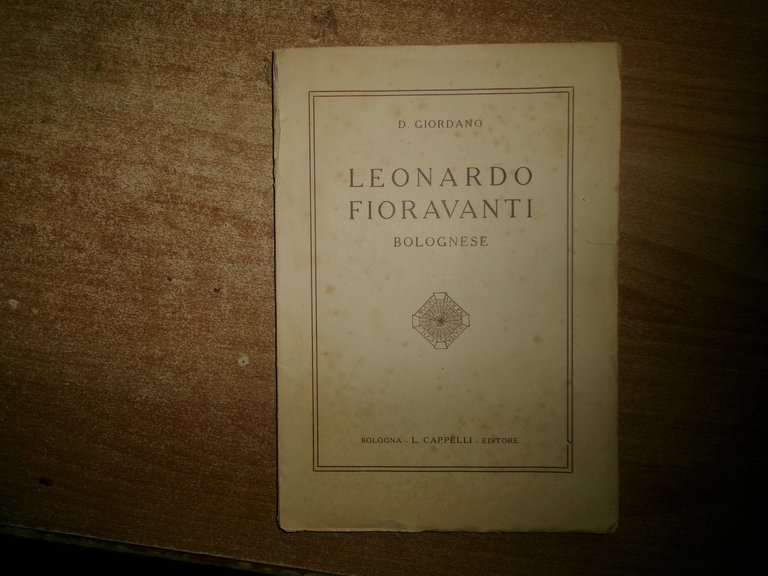 D. GIORDANO
LEONARDO
FIORAVANTI
BOLOGNESE
BOLOGNA - L. CAPPELLI - EDITORE